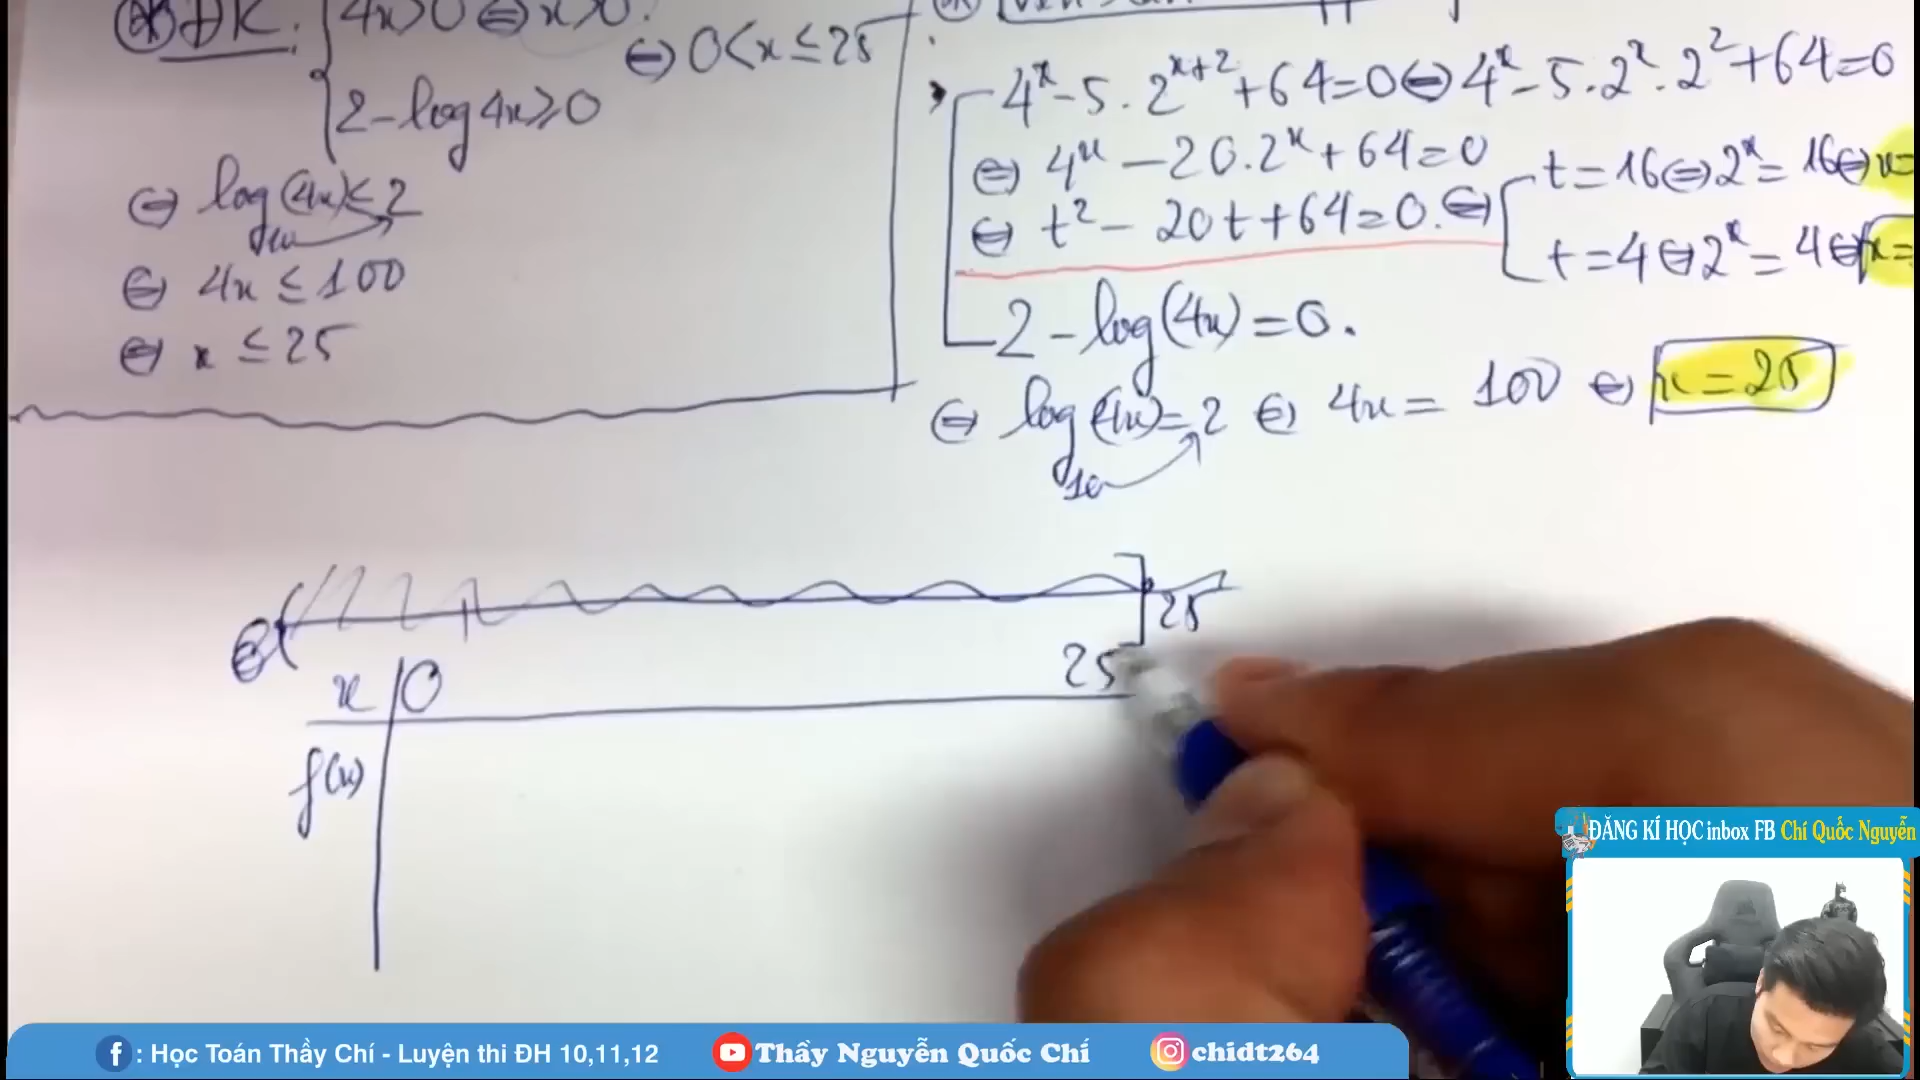 ĐK: { 4x>0 ⇔ x>0.
2-log4x≥0
⇔ 0<x≤25
⇔ log(4x)≤2
10
⇔ 4x ≤100
⇔ x ≤25
4^x-5.2^{x+2}+64=0⇔4^x-5.2^x.2^2+64=0
⇔ 4^x-20.2^x+64=0
⇔ t^2-20t+64=0.⇔
t=16⇔2^x=16⇔x=
t=4⇔2^x=4⇔x=
2-log(4x)=0.
⇔ log(4x)=2 ⇔ 4x=100 ⇔ x=25
10
25
x 0 25
f(x)
ĐĂNG KÍ HỌC inbox FB Chí Quốc Nguyễn
: Học Toán Thầy Chí - Luyện thi ĐH 10,11,12
Thầy Nguyễn Quốc Chí
chidt264